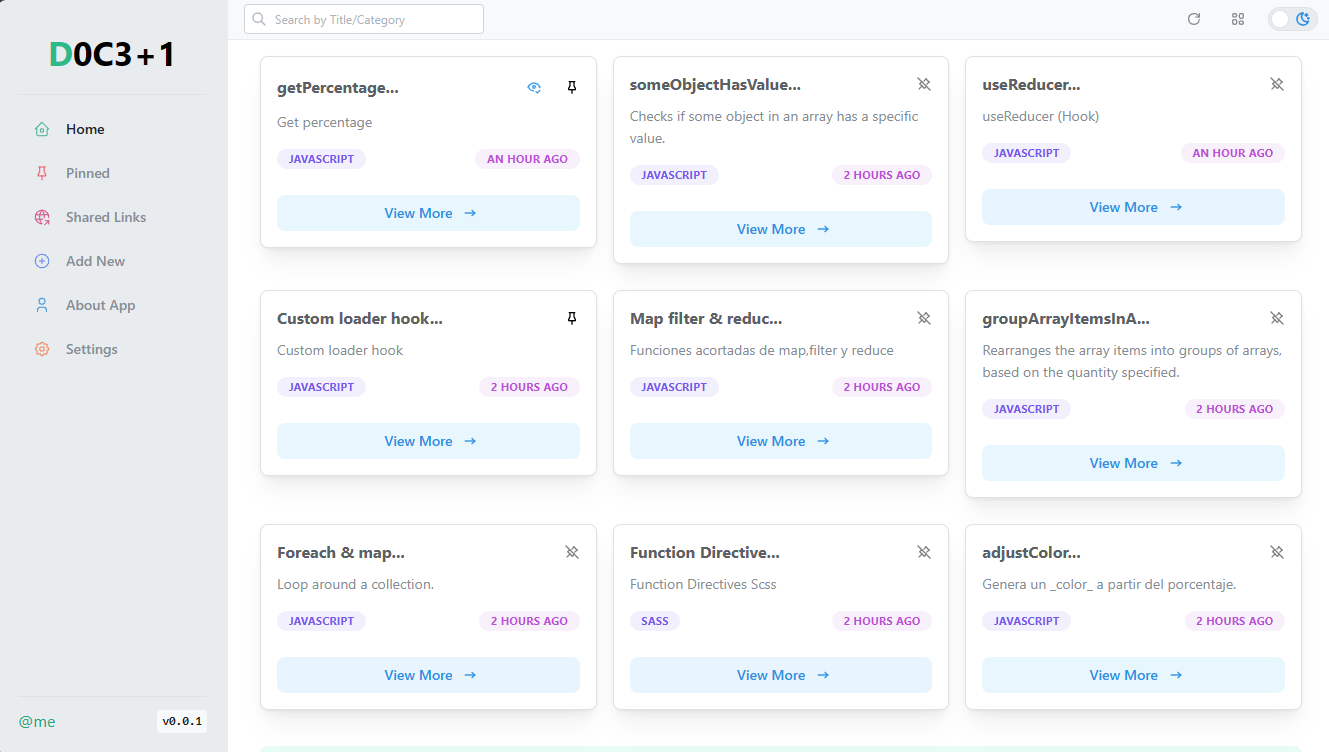 D0C3+1
Home
Pinned
Shared Links
Add New
About App
Settings
@me
v0.0.1
Search by Title/Category
getPercentage...
Get percentage
JAVASCRIPT
AN HOUR AGO
View More
someObjectHasValue...
Checks if some object in an array has a specific
value.
JAVASCRIPT
2 HOURS AGO
View More
useReducer...
useReducer (Hook)
JAVASCRIPT
AN HOUR AGO
View More
Custom loader hook...
Custom loader hook
JAVASCRIPT
2 HOURS AGO
View More
Map filter & reduc...
Funciones acortadas de map,filter y reduce
JAVASCRIPT
2 HOURS AGO
View More
groupArrayItemsInA...
Rearranges the array items into groups of arrays,
based on the quantity specified.
JAVASCRIPT
2 HOURS AGO
View More
Foreach & map...
Loop around a collection.
JAVASCRIPT
2 HOURS AGO
View More
Function Directive...
Function Directives Scss
SASS
2 HOURS AGO
View More
adjustColor...
Genera un _color_ a partir del porcentaje.
JAVASCRIPT
2 HOURS AGO
View More